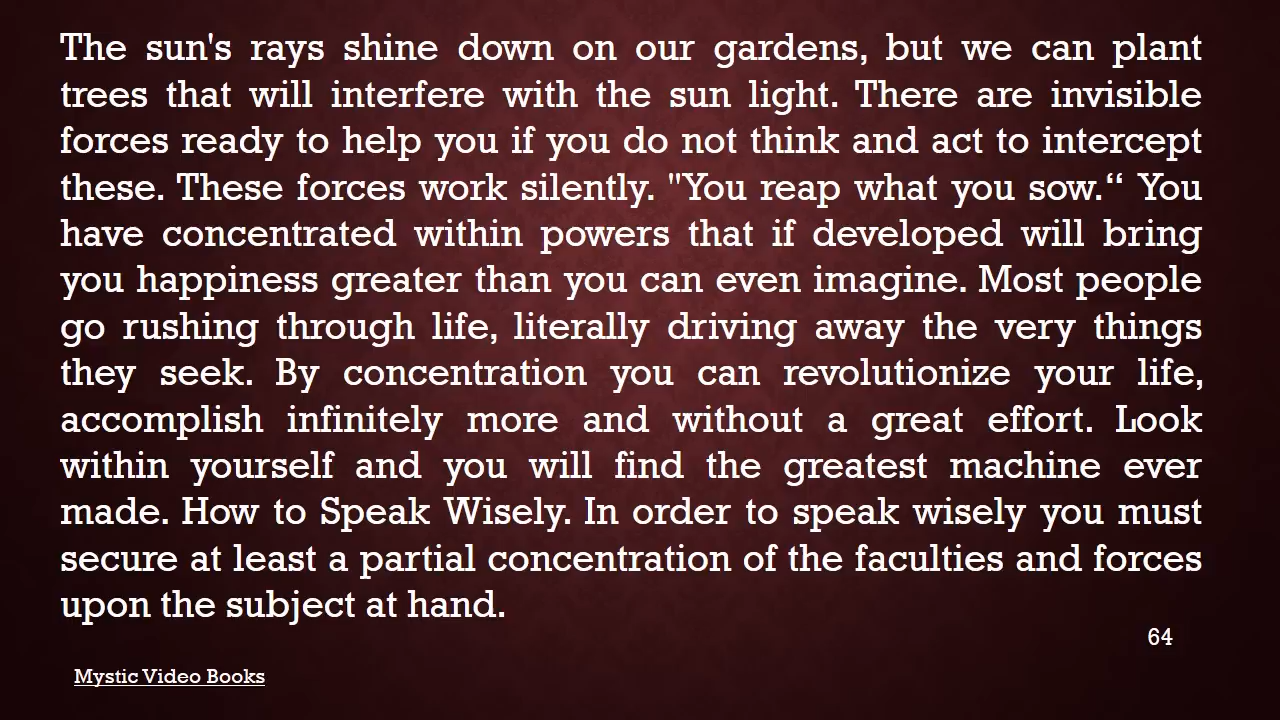 The sun's rays shine down on our gardens, but we can plant
trees that will interfere with the sun light. There are invisible
forces ready to help you if you do not think and act to intercept
these. These forces work silently. "You reap what you sow.“ You
have concentrated within powers that if developed will bring
you happiness greater than you can even imagine. Most people
go rushing through life, literally driving away the very things
they seek. By concentration you can revolutionize your life,
accomplish infinitely more and without a great effort. Look
within yourself and you will find the greatest machine ever
made. How to Speak Wisely. In order to speak wisely you must
secure at least a partial concentration of the faculties and forces
upon the subject at hand.
64
Mystic Video Books